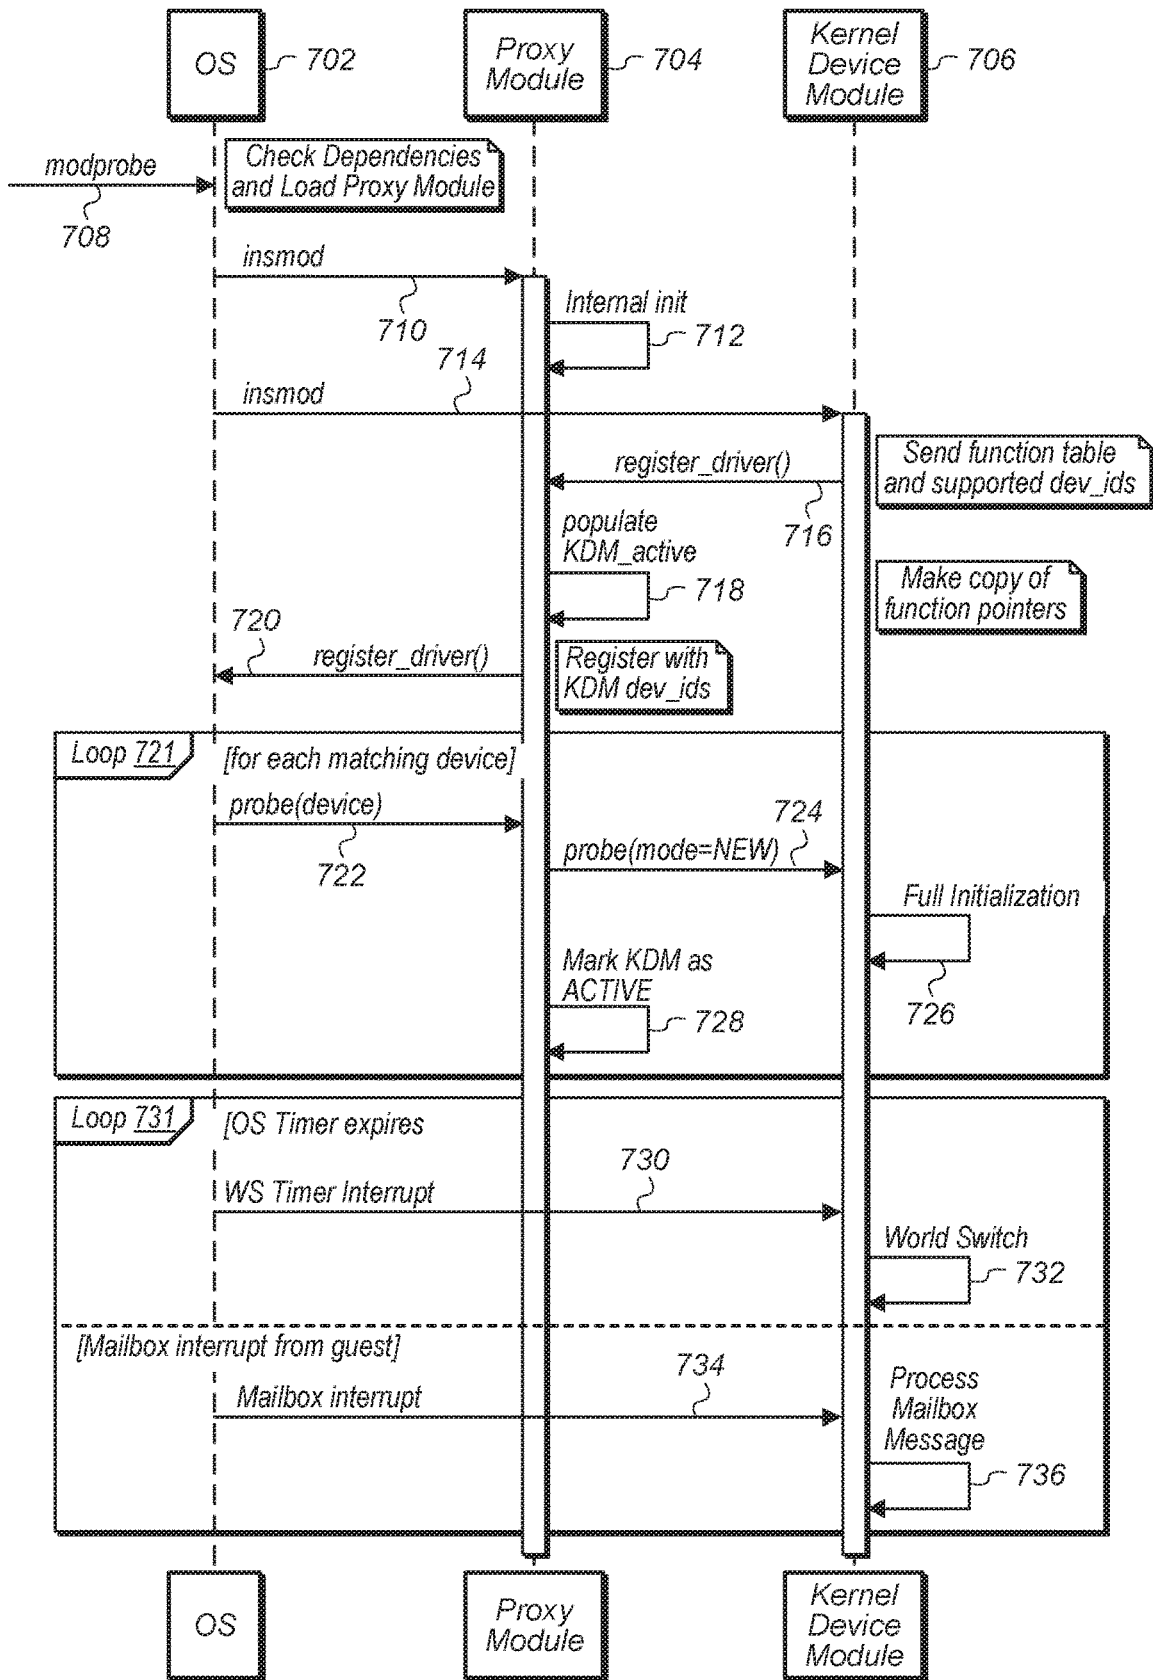 OS
702
Proxy
Module
704
Kernel
Device
Module
706
modprobe
708
Check Dependencies
and Load Proxy Module
insmod
710
Internal init
712
714
insmod
Send function table
and supported dev_ids
register_driver()
716
populate
KDM_active
718
Make copy of
function pointers
720
register_driver()
Register with
KDM dev_ids
Loop 721
[for each matching device]
probe(device)
722
724
probe(mode=NEW)
Full Initialization
726
Mark KDM as
ACTIVE
728
Loop 731
[OS Timer expires
730
WS Timer Interrupt
World Switch
732
[Mailbox interrupt from guest]
734
Mailbox interrupt
Process
Mailbox
Message
736
OS
Proxy
Module
Kernel
Device
Module